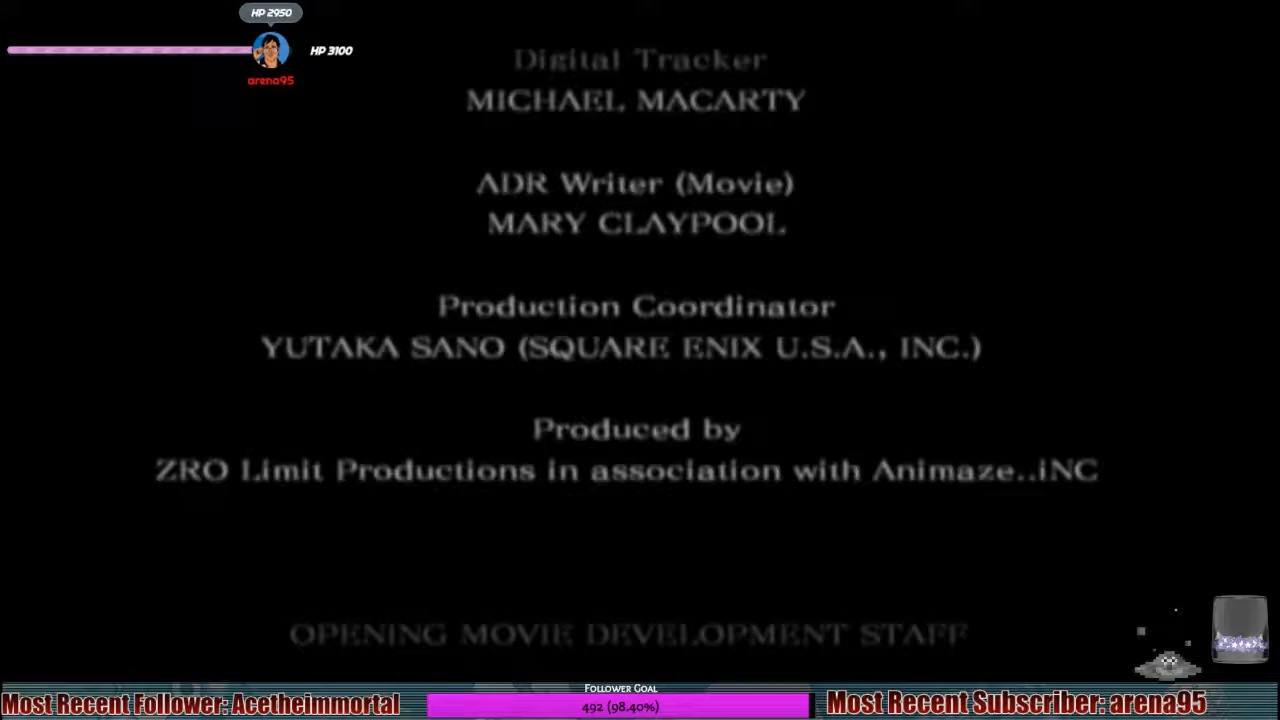 HP 2950
HP 3100
arena95
Digital Tracker
MICHAEL MACARTY
ADR Writer (Movie)
MARY CLAYPOOL
Production Coordinator
YUTAKA SANO (SQUARE ENIX U.S.A., INC.)
Produced by
ZRO Limit Productions in association with Animaze..iNC
OPENING MOVIE DEVELOPMENT STAFF
Most Recent Follower: Acetheimmortal
Follower Goal
492 (98.40%)
Most Recent Subscriber: arena95